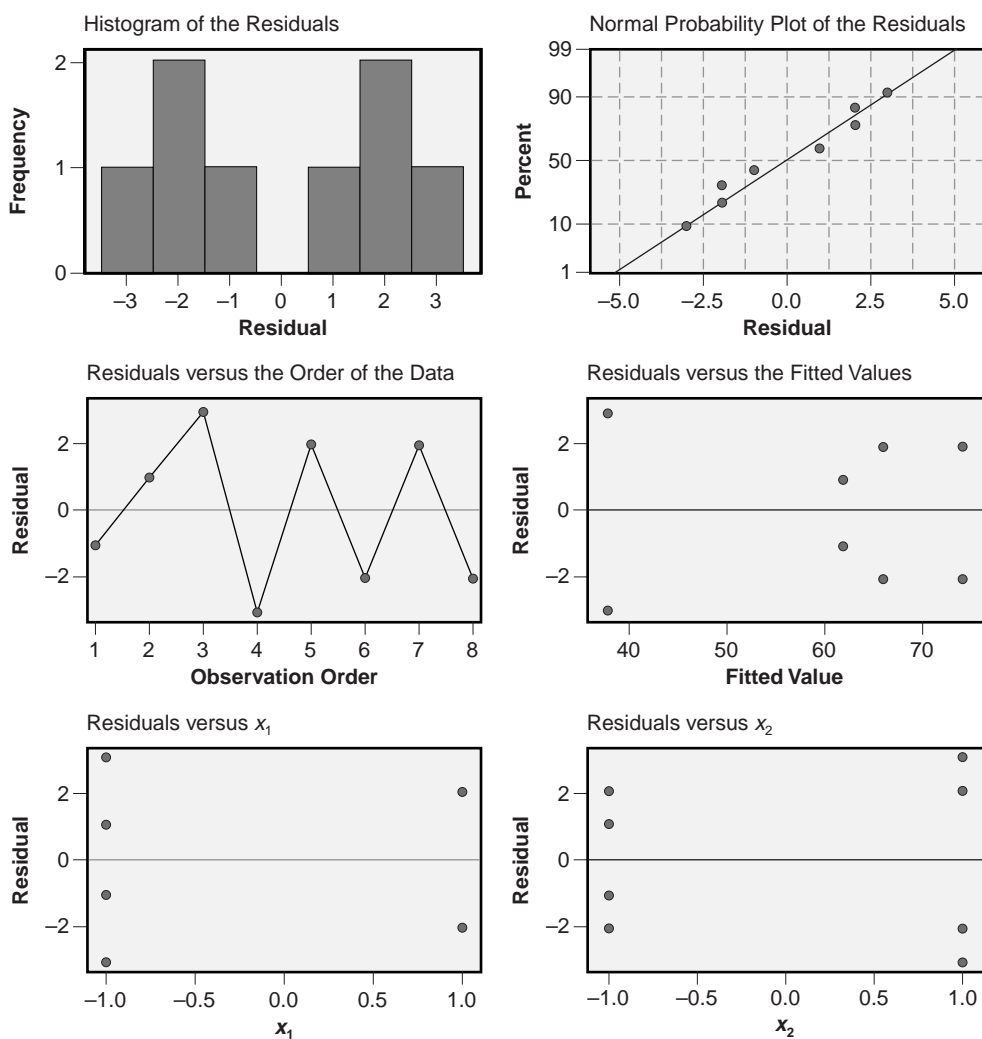 Histogram of the Residuals
2
1
0
Frequency
–3 –2 –1 0 1 2 3
Residual
Normal Probability Plot of the Residuals
99
90
50
10
1
Percent
–5.0 –2.5 0.0 2.5 5.0
Residual
Residuals versus the Order of the Data
2
0
–2
Residual
1 2 3 4 5 6 7 8
Observation Order
Residuals versus the Fitted Values
2
0
–2
Residual
40 50 60 70
Fitted Value
Residuals versus x₁
2
0
–2
Residual
–1.0 –0.5 0.0 0.5 1.0
x₁
Residuals versus x₂
2
0
–2
Residual
–1.0 –0.5 0.0 0.5 1.0
x₂